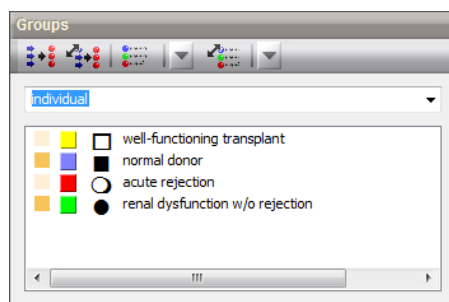 Groups
individual
well-functioning transplant
normal donor
acute rejection
renal dysfunction w/o rejection